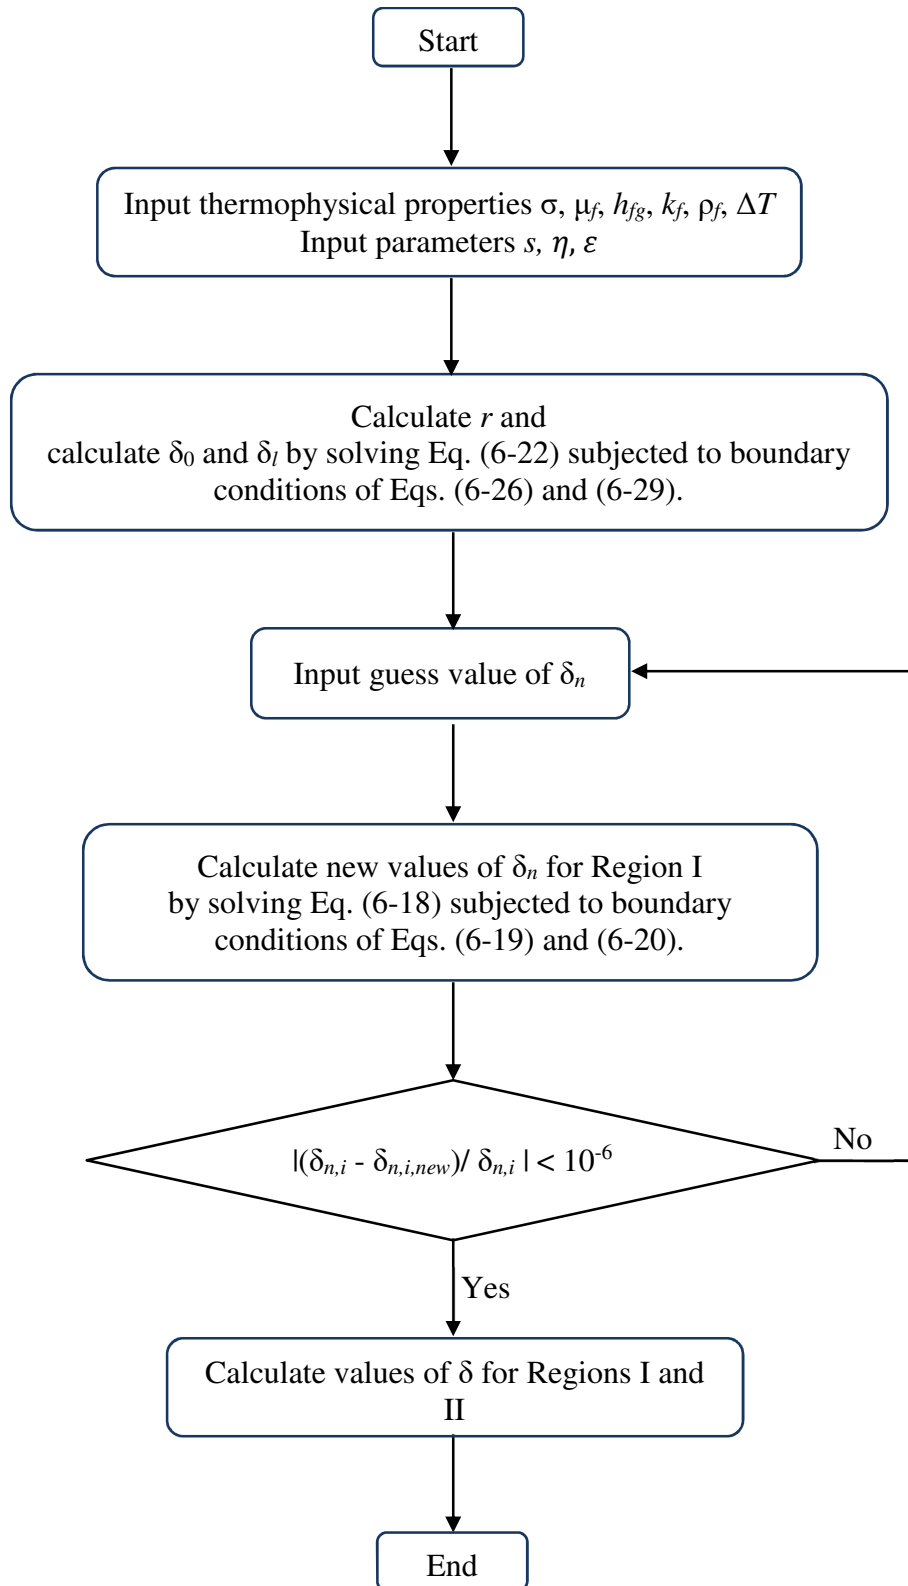 Start
Input thermophysical properties σ, μf, hfg, kf, ρf, ΔT
Input parameters s, η, ε
Calculate r and
calculate δ0 and δl by solving Eq. (6-22) subjected to boundary
conditions of Eqs. (6-26) and (6-29).
Input guess value of δn
Calculate new values of δn for Region I
by solving Eq. (6-18) subjected to boundary
conditions of Eqs. (6-19) and (6-20).
|(δn,i - δn,i,new)/ δn,i | < 10-6
No
Yes
Calculate values of δ for Regions I and
II
End